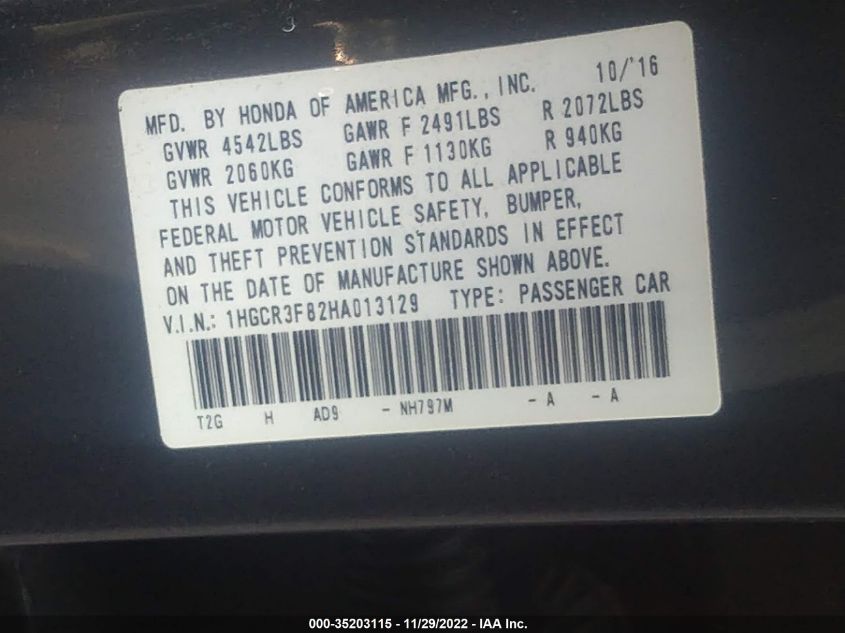 MFD. BY HONDA OF AMERICA MFG., INC. 10/'16
GVWR 4542LBS GAWR F 2491LBS R 2072LBS
GVWR 2060KG GAWR F 1130KG R 940KG
THIS VEHICLE CONFORMS TO ALL APPLICABLE
FEDERAL MOTOR VEHICLE SAFETY, BUMPER,
AND THEFT PREVENTION STANDARDS IN EFFECT
ON THE DATE OF MANUFACTURE SHOWN ABOVE.
V.I.N.: 1HGCR3F82HA013129 TYPE: PASSENGER CAR
T2G H AD9 - NH797M - A - A
000-35203115 - 11/29/2022 - IAA Inc.